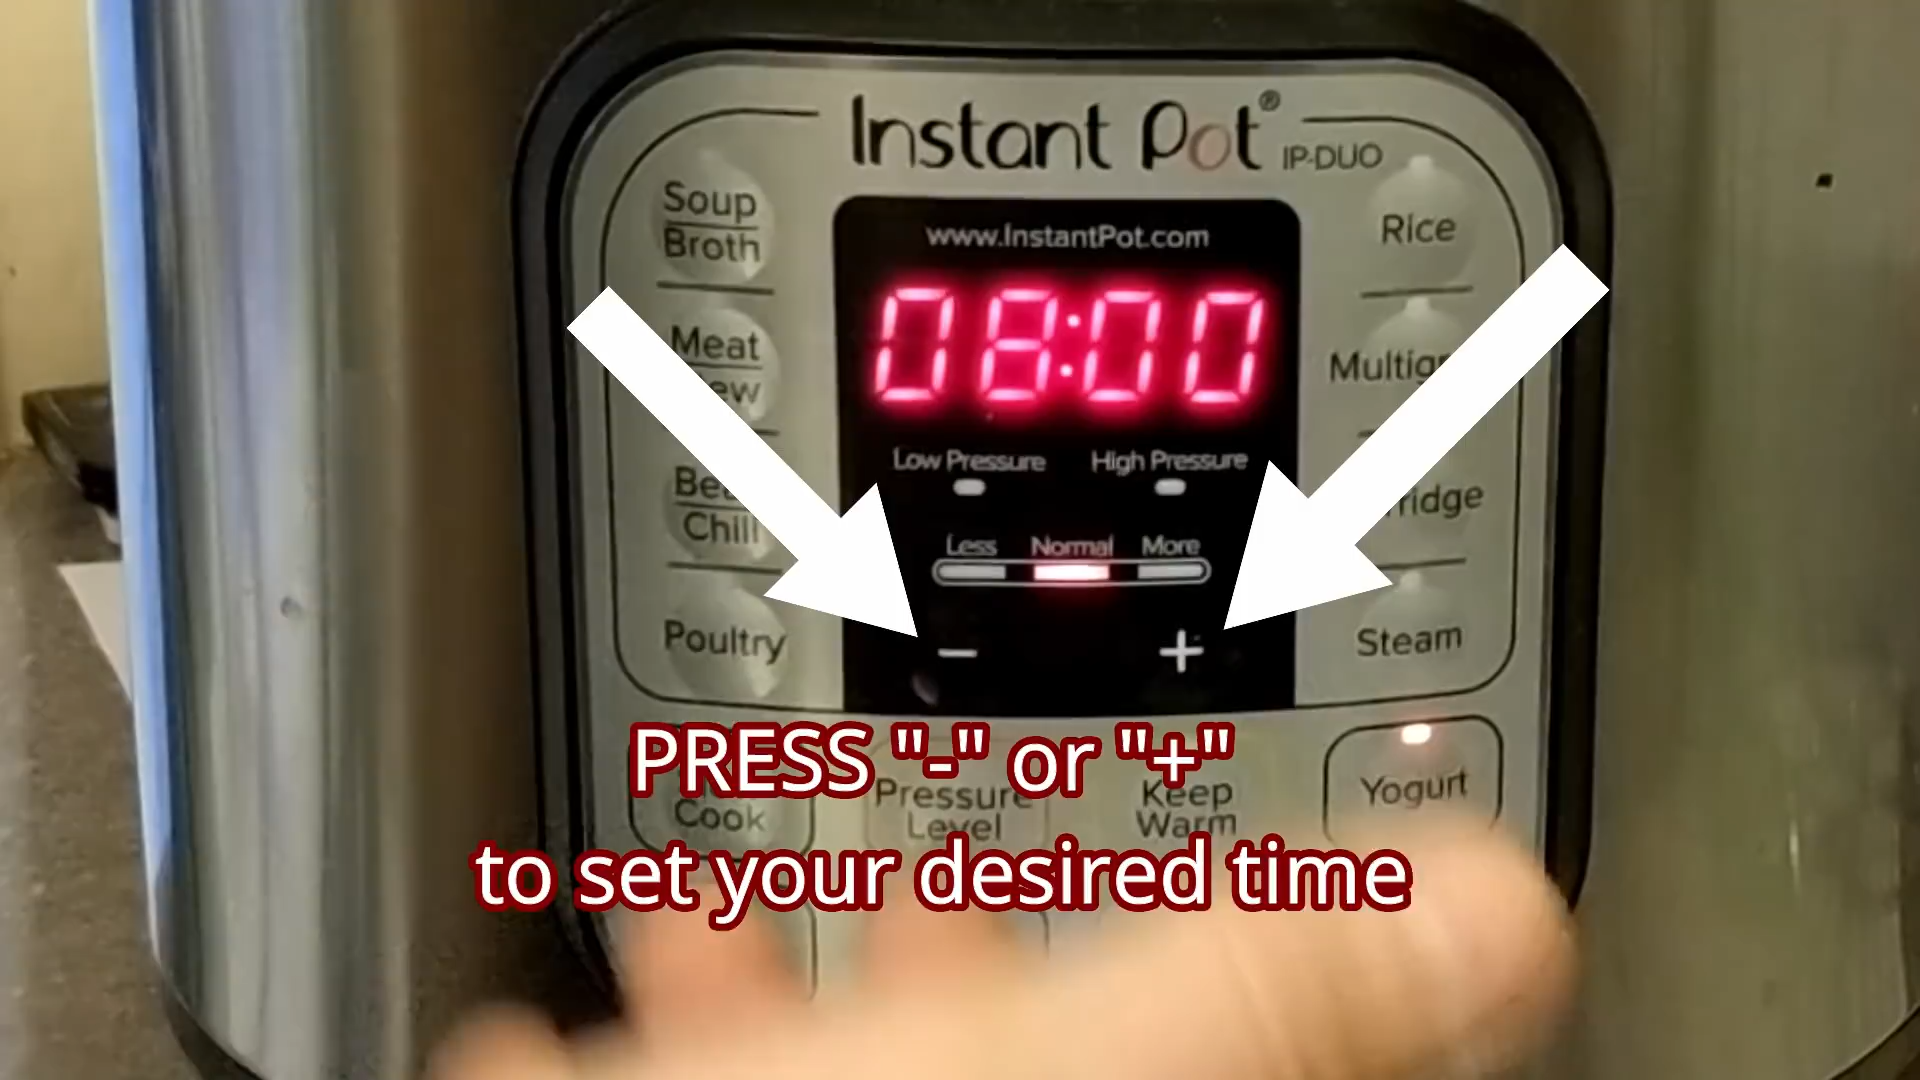 Instant Pot® IP-DUO
Soup
Broth
www.InstantPot.com
Rice
08:00
Meat
Low Pressure High Pressure
Chili
Less Normal More
- +
Poultry
Steam
PRESS "-" or "+"
Cook
Pressure
Level
Keep
Warm
Yogurt
to set your desired time